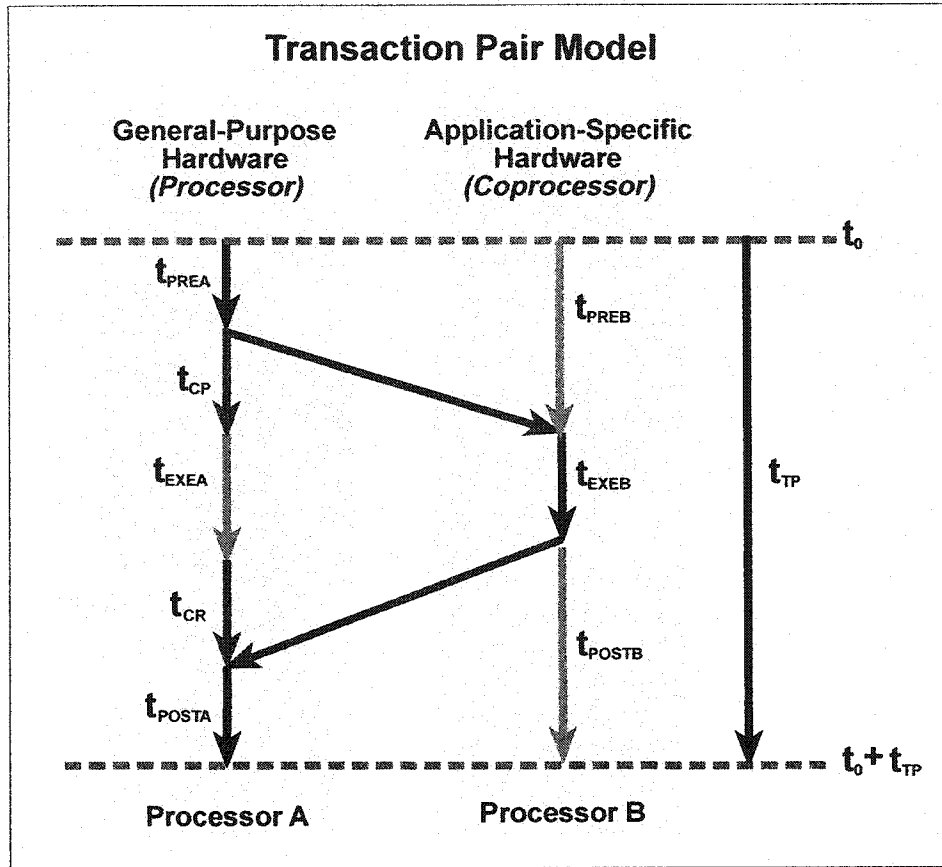 Transaction Pair Model
General-Purpose
Hardware
(Processor)
Application-Specific
Hardware
(Coprocessor)
t₀
tPREA
tPREB
tCP
tEXEA
tEXEB
tTP
tCR
tPOSTB
tPOSTA
t₀ + tTP
Processor A
Processor B